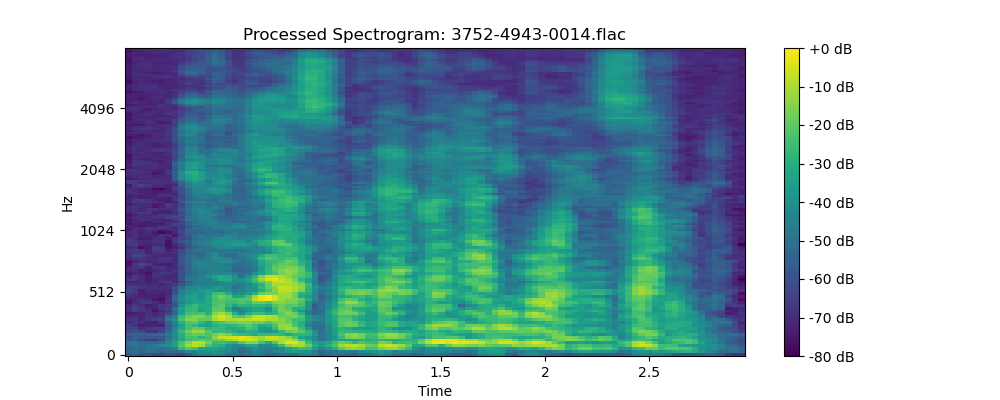 Processed Spectrogram: 3752-4943-0014.flac
Hz
4096
2048
1024
512
0
0
0.5
1
1.5
2
2.5
Time
+0 dB
-10 dB
-20 dB
-30 dB
-40 dB
-50 dB
-60 dB
-70 dB
-80 dB